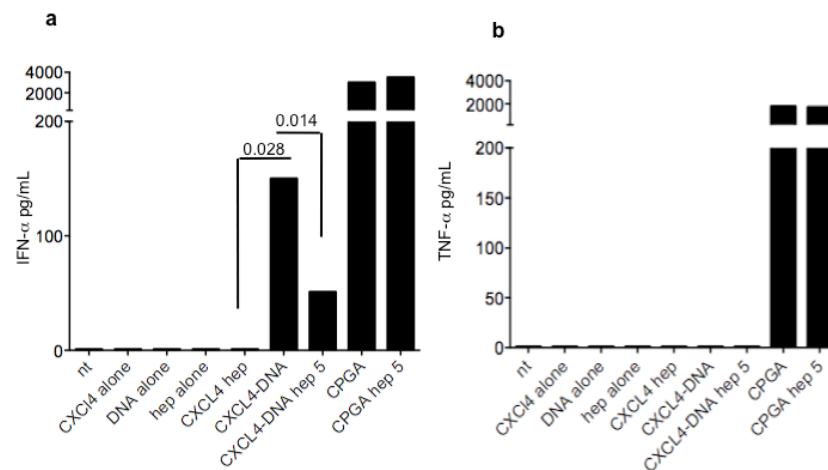 a
4000
2000
200
100
0
IFN-α pg/mL
0.028
0.014
nt
CXCl4 alone
DNA alone
hep alone
CXCL4 hep
CXCL4-DNA
CXCL4-DNA hep 5
CPGA
CPGA hep 5
b
4000
2000
200
150
100
50
0
TNF-α pg/mL
nt
CXCl4 alone
DNA alone
hep alone
CXCL4 hep
CXCL4-DNA
CXCL4-DNA hep 5
CPGA
CPGA hep 5